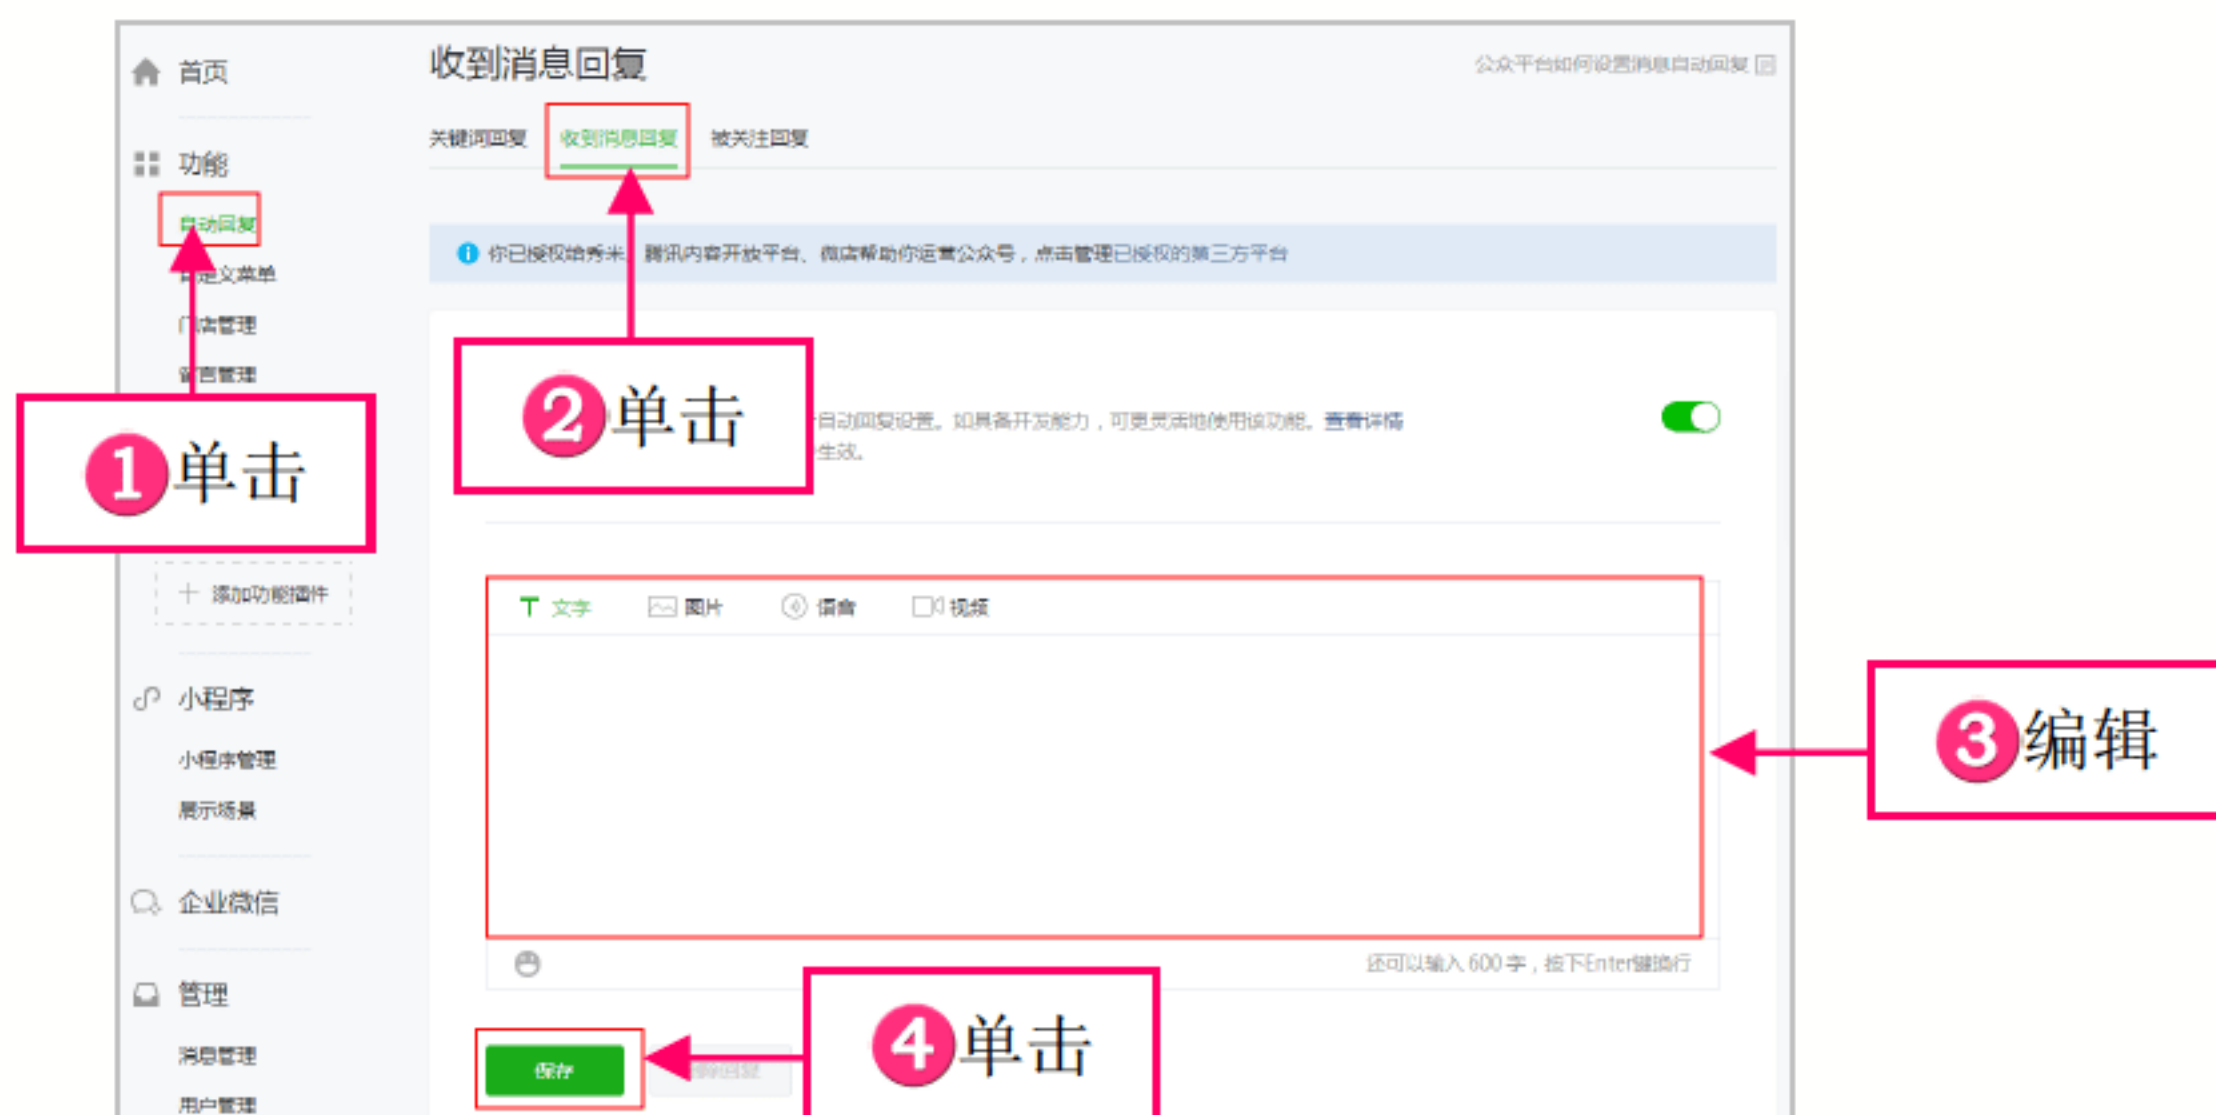 首页
功能
自动回复
定义菜单
门店管理
留言管理
❶单击
添加功能插件
小程序
小程序管理
展示场景
企业微信
管理
消息管理
用户管理
收到消息回复
公众平台如何设置消息自动回复
关键词回复 收到消息回复 被关注回复
你已授权给秀米 腾讯内容开放平台、微店帮助你运营公众号，点击管理已授权的第三方平台
❷单击
自动回复设置。如具备开发能力，可更灵活地使用该功能。查看详情
生效。
文字 图片 语音 视频
❸编辑
还可以输入600字，按下Enter键换行
保存 删除回复
❹单击